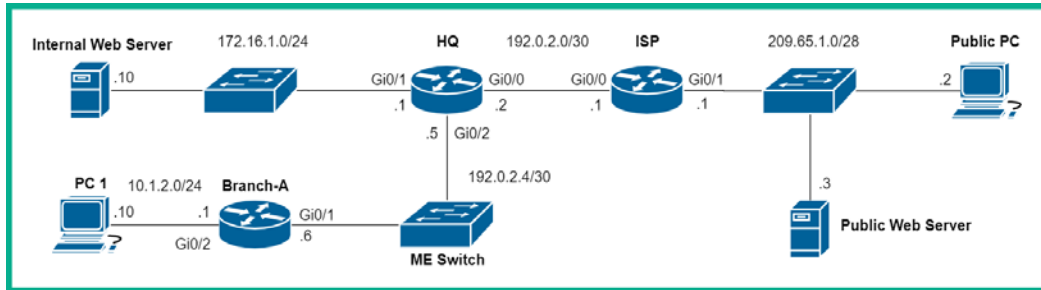 Internal Web Server
172.16.1.0/24
HQ
192.0.2.0/30
ISP
209.65.1.0/28
Public PC
.10
Gi0/1
Gi0/0
Gi0/0
Gi0/1
.2
.1
.2
.1
.1
.5
Gi0/2
192.0.2.4/30
PC 1
10.1.2.0/24
Branch-A
.3
.10
.1
Gi0/1
Gi0/2
.6
Public Web Server
ME Switch